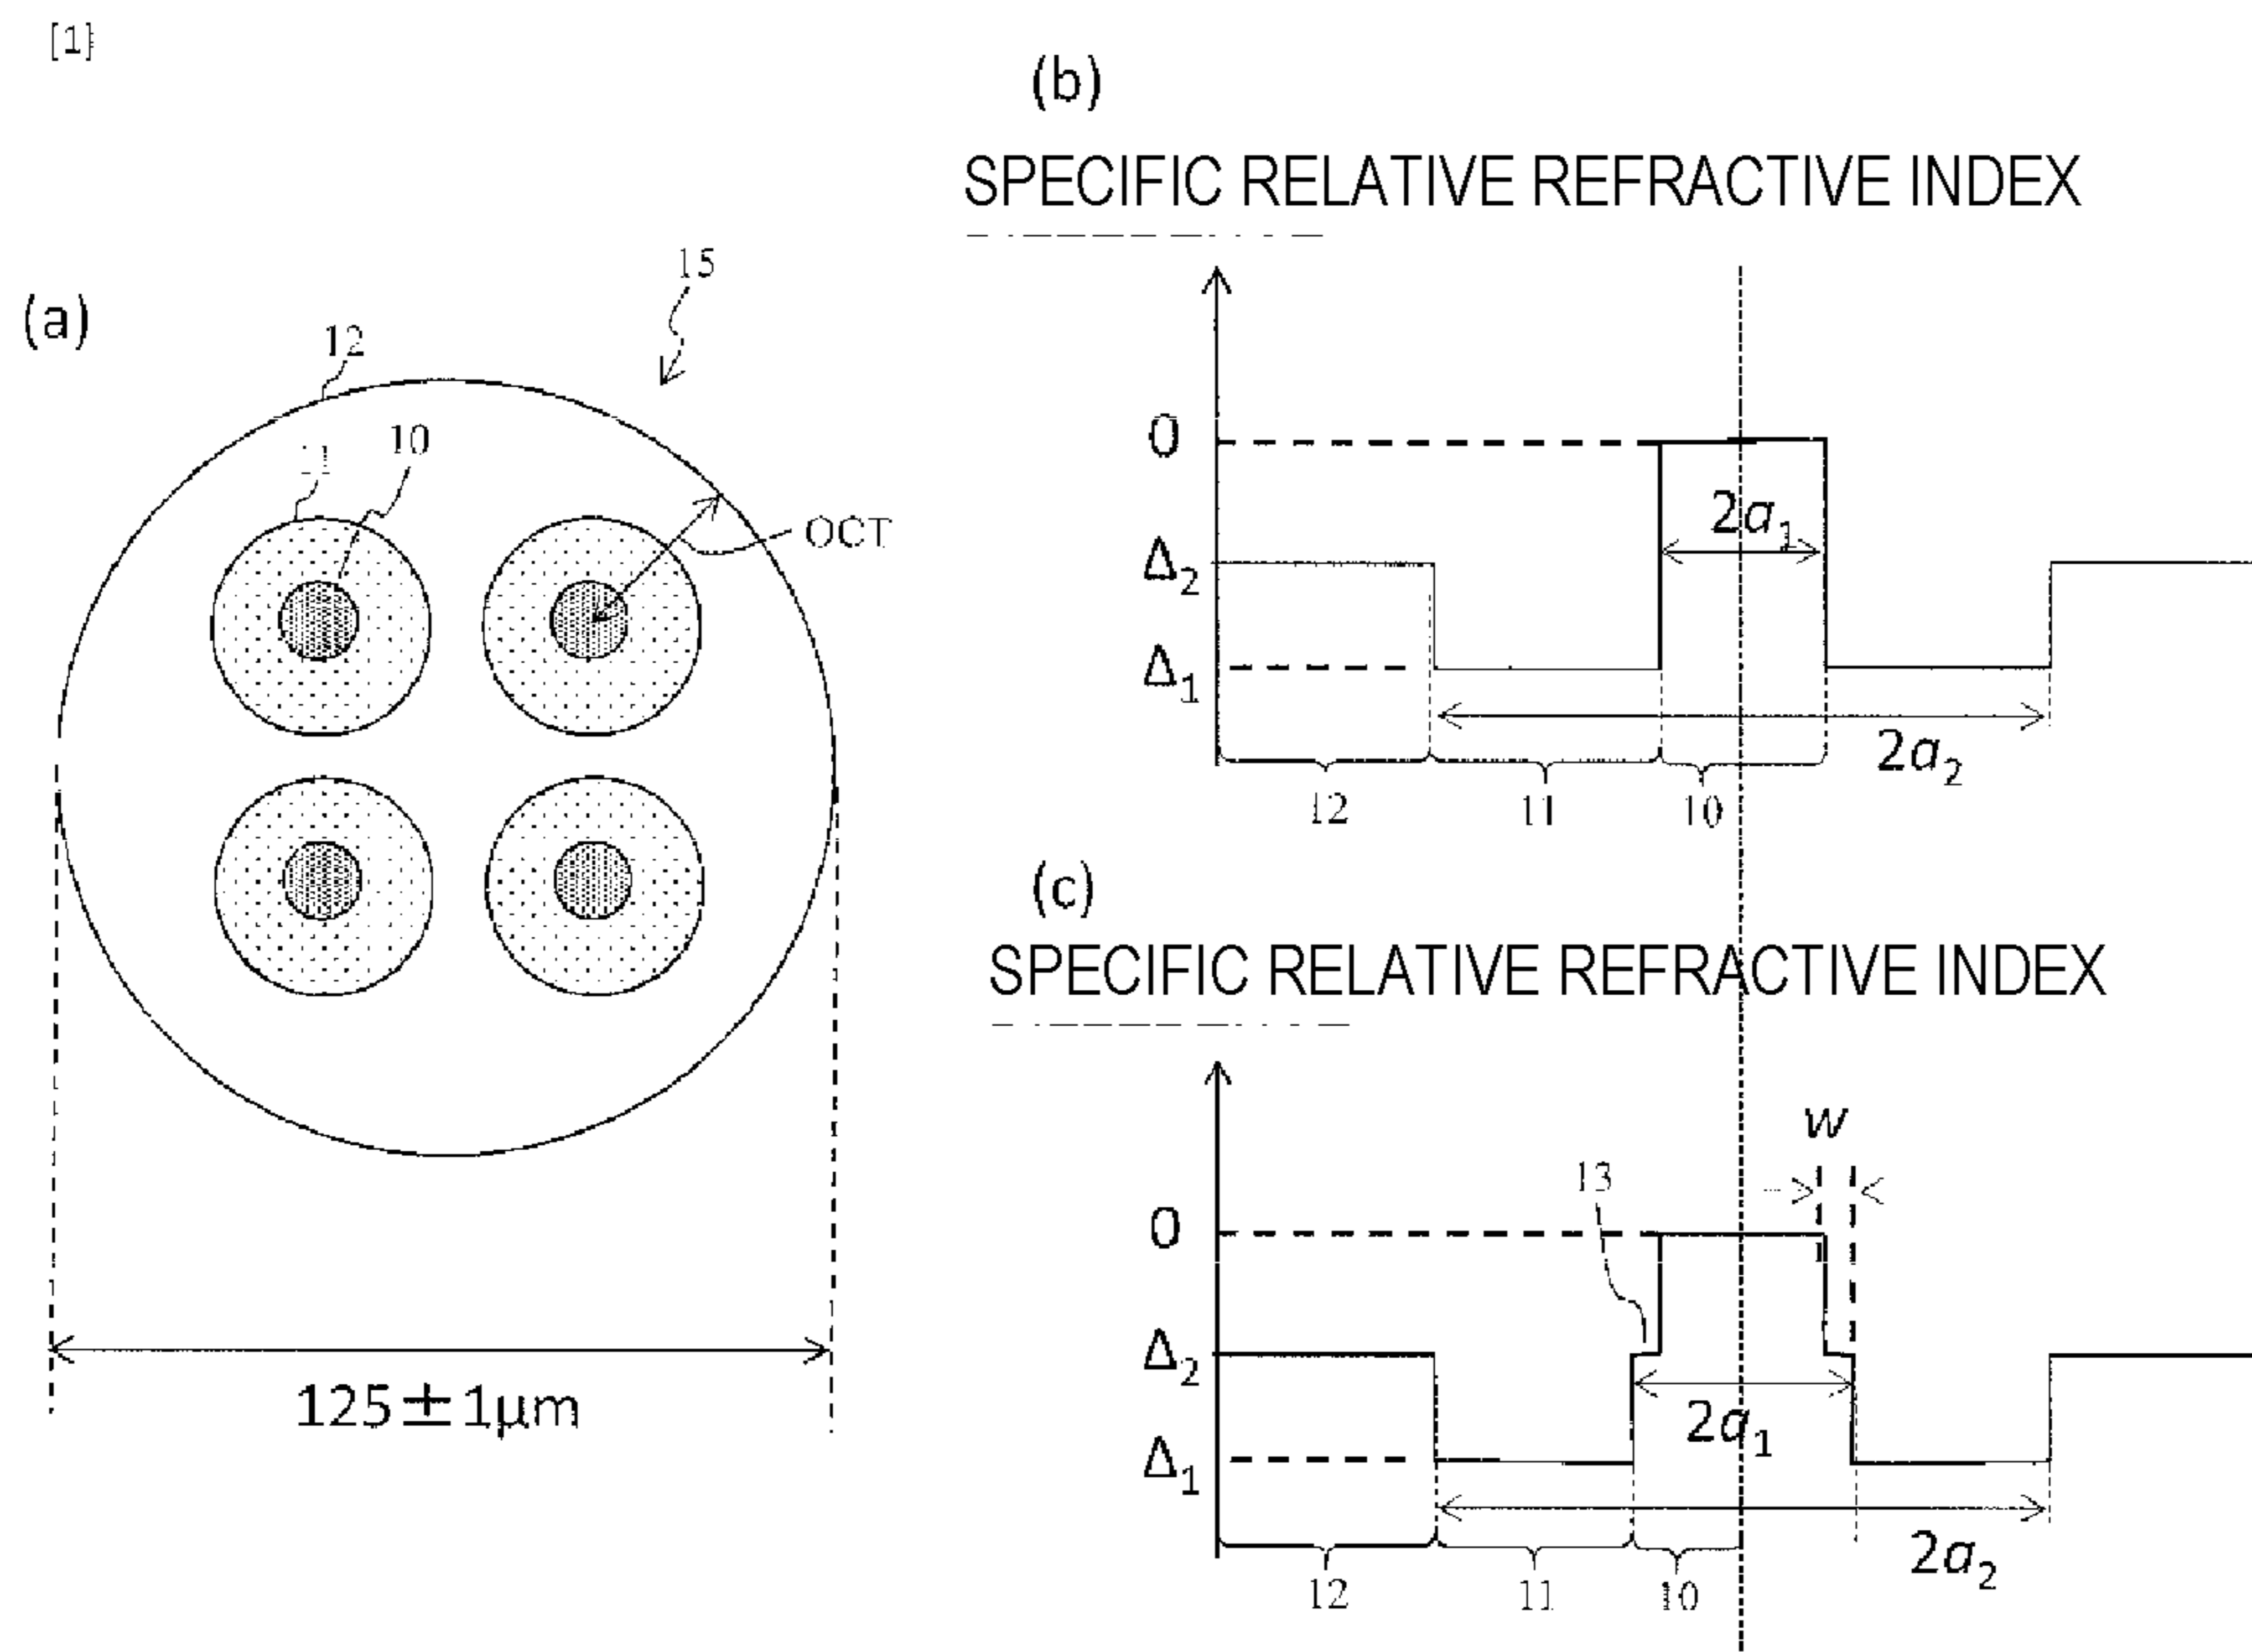 [1]
(a)
15
12
11
10
OCT
125±1μm
(b)
SPECIFIC RELATIVE REFRACTIVE INDEX
0
2a₁
Δ₂
Δ₁
2a₂
12
11
10
(c)
SPECIFIC RELATIVE REFRACTIVE INDEX
w
13
0
Δ₂
2a₁
Δ₁
2a₂
12
11
10